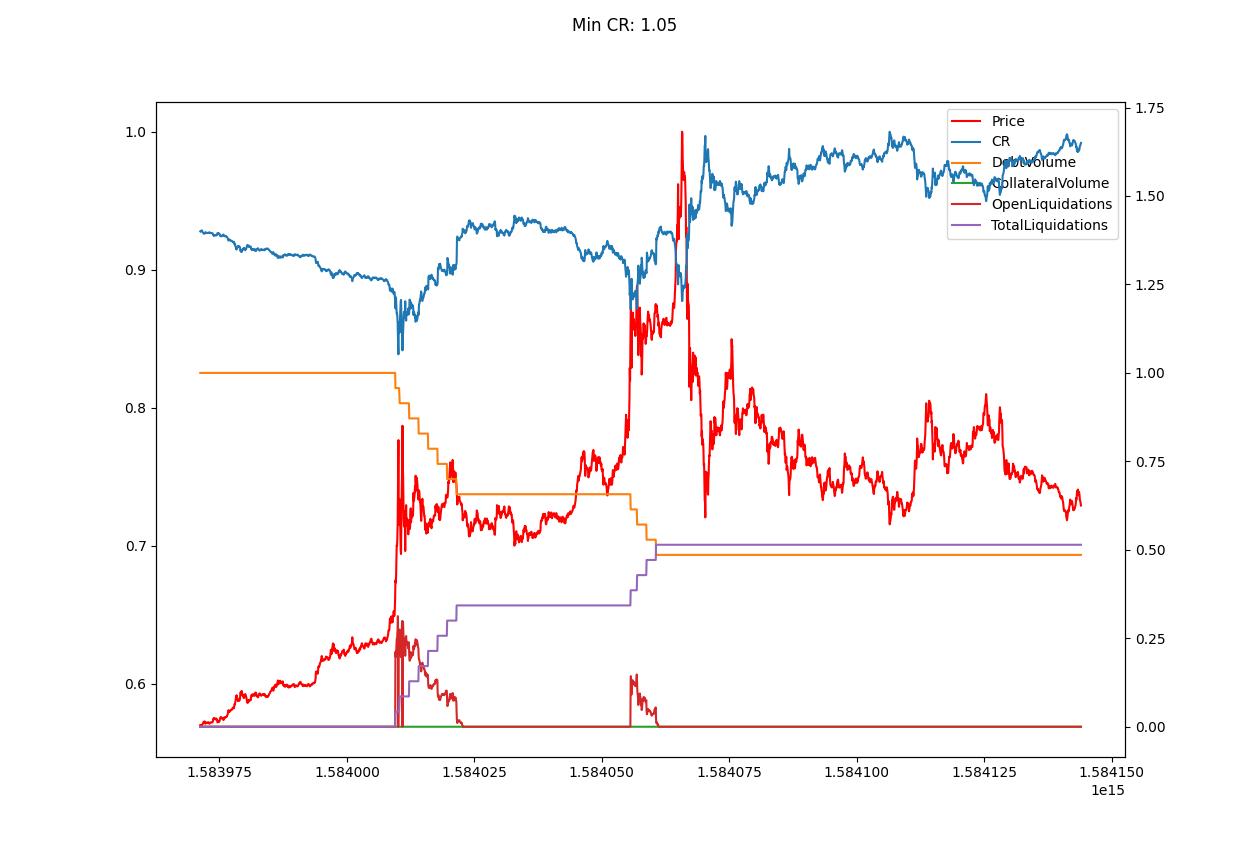 Min CR: 1.05
1.0
0.9
0.8
0.7
0.6
1.75
1.50
1.25
1.00
0.75
0.50
0.25
0.00
Price
CR
DebtVolume
CollateralVolume
OpenLiquidations
TotalLiquidations
1.583975 1.584000 1.584025 1.584050 1.584075 1.584100 1.584125 1.584150
1e15